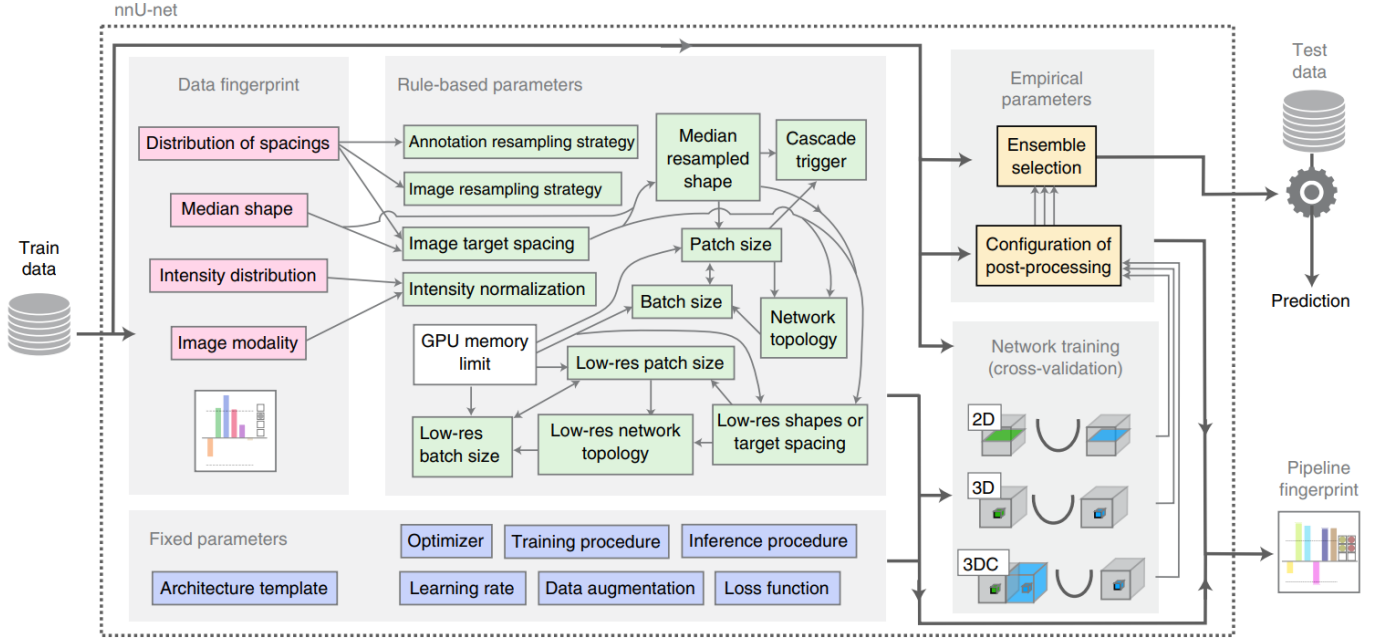 nnU-net
Train
data
Data fingerprint
Distribution of spacings
Median shape
Intensity distribution
Image modality
Rule-based parameters
Annotation resampling strategy
Image resampling strategy
Image target spacing
Intensity normalization
Median
resampled
shape
Cascade
trigger
Patch size
Batch size
Network
topology
GPU memory
limit
Low-res patch size
Low-res
batch size
Low-res network
topology
Low-res shapes or
target spacing
Fixed parameters
Architecture template
Optimizer
Training procedure
Inference procedure
Learning rate
Data augmentation
Loss function
Empirical
parameters
Ensemble
selection
Configuration of
post-processing
Network training
(cross-validation)
2D
3D
3DC
Test
data
Prediction
Pipeline
fingerprint